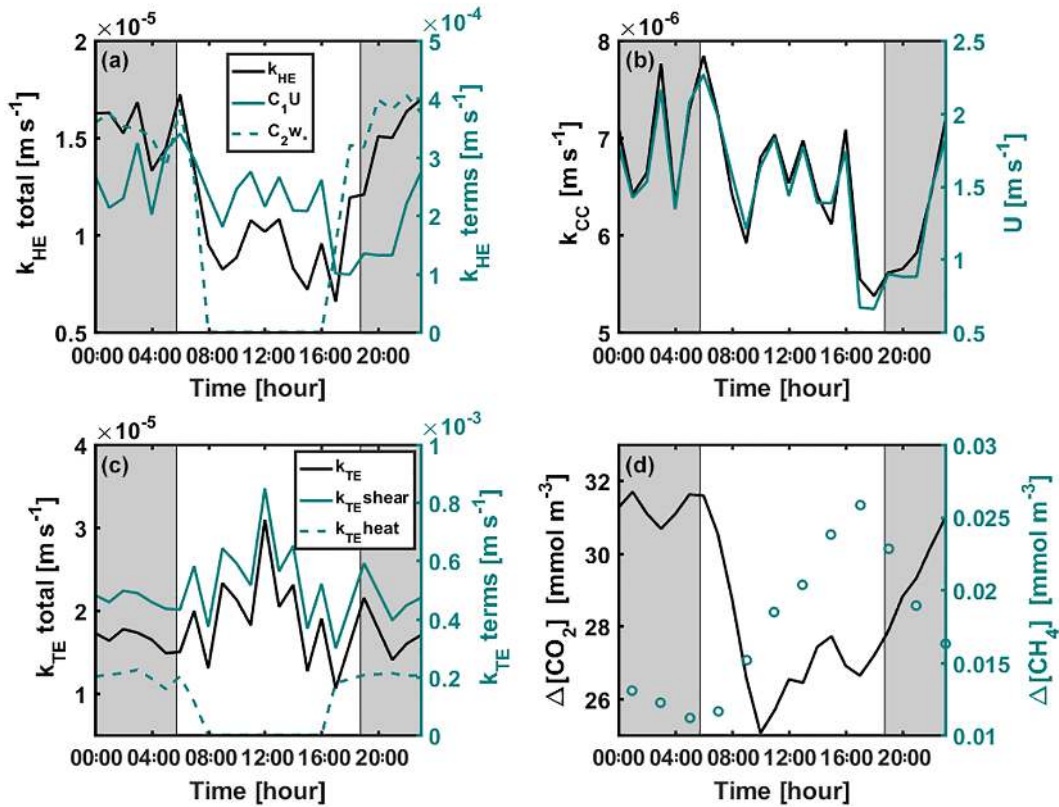 × 10⁻⁵
5 × 10⁻⁴
(a)
k_HE
C₁U
C₂w*
2
1.5
1
0.5
k_HE total [m s⁻¹]
4
3
2
1
0
k_HE terms [m s⁻¹]
00:00 04:00 08:00 12:00 16:00 20:00
Time [hour]
× 10⁻⁶
(b)
8
7
6
5
k_CC [m s⁻¹]
2.5
2
1.5
1
0.5
U [m s⁻¹]
00:00 04:00 08:00 12:00 16:00 20:00
Time [hour]
× 10⁻⁵
1 × 10⁻³
(c)
k_TE
k_TE shear
k_TE heat
4
3
2
1
k_TE total [m s⁻¹]
0.8
0.6
0.4
0.2
0
k_TE terms [m s⁻¹]
00:00 04:00 08:00 12:00 16:00 20:00
Time [hour]
(d)
32
30
28
26
Δ[CO₂] [mmol m⁻³]
0.03
0.025
0.02
0.015
0.01
Δ[CH₄] [mmol m⁻³]
00:00 04:00 08:00 12:00 16:00 20:00
Time [hour]